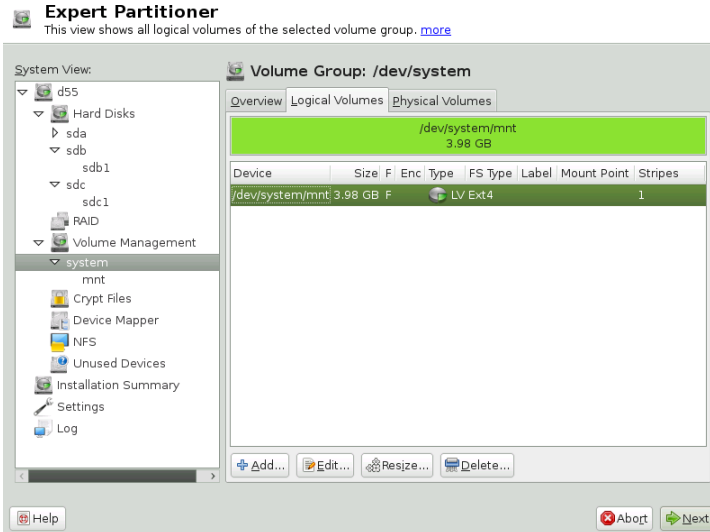 Expert Partitioner
This view shows all logical volumes of the selected volume group. more
System View:
d55
Hard Disks
sda
sdb
sdb1
sdc
sdc1
RAID
Volume Management
system
mnt
Crypt Files
Device Mapper
NFS
Unused Devices
Installation Summary
Settings
Log
Volume Group: /dev/system
Overview Logical Volumes Physical Volumes
/dev/system/mnt
3.98 GB
Device Size F Enc Type FS Type Label Mount Point Stripes
/dev/system/mnt 3.98 GB F LV Ext4 1
Add... Edit... Resize... Delete...
Help Abort Next